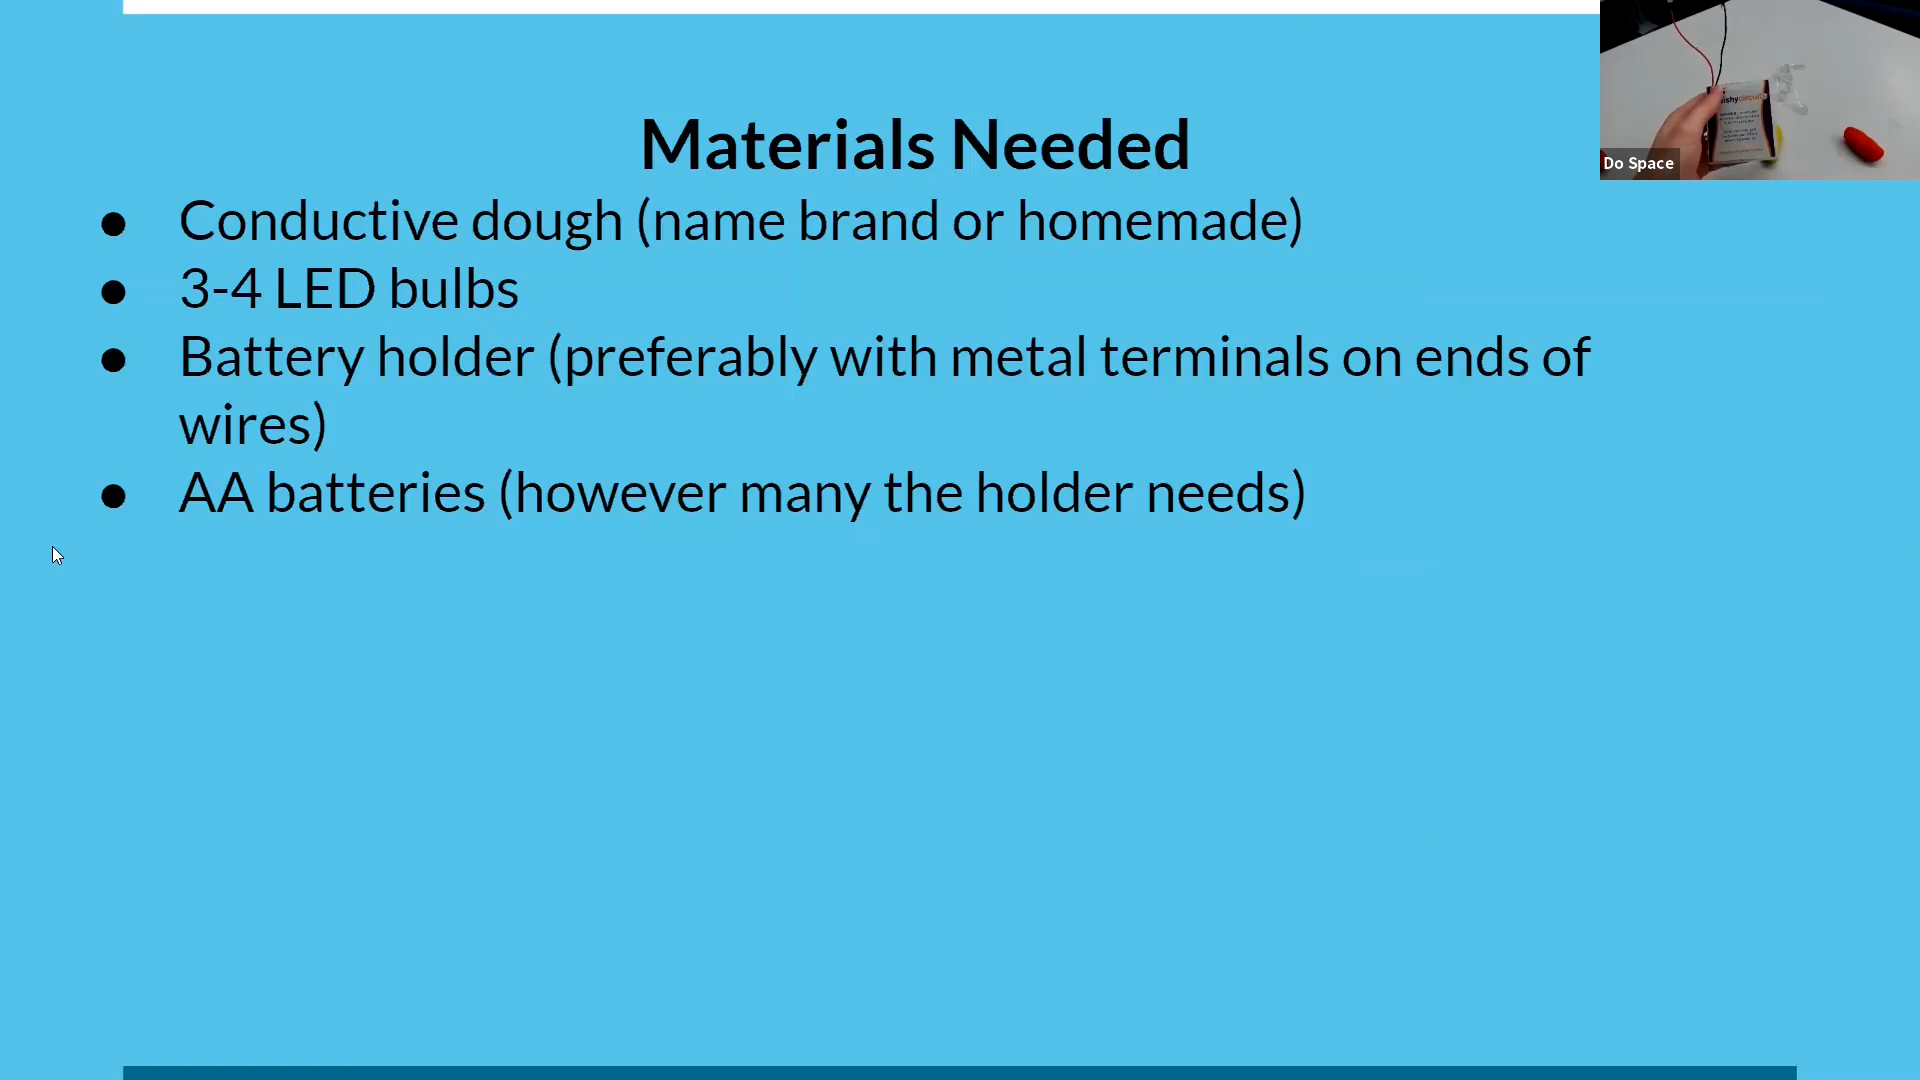 Materials Needed
● Conductive dough (name brand or homemade)
● 3-4 LED bulbs
● Battery holder (preferably with metal terminals on ends of
wires)
● AA batteries (however many the holder needs)
Do Space